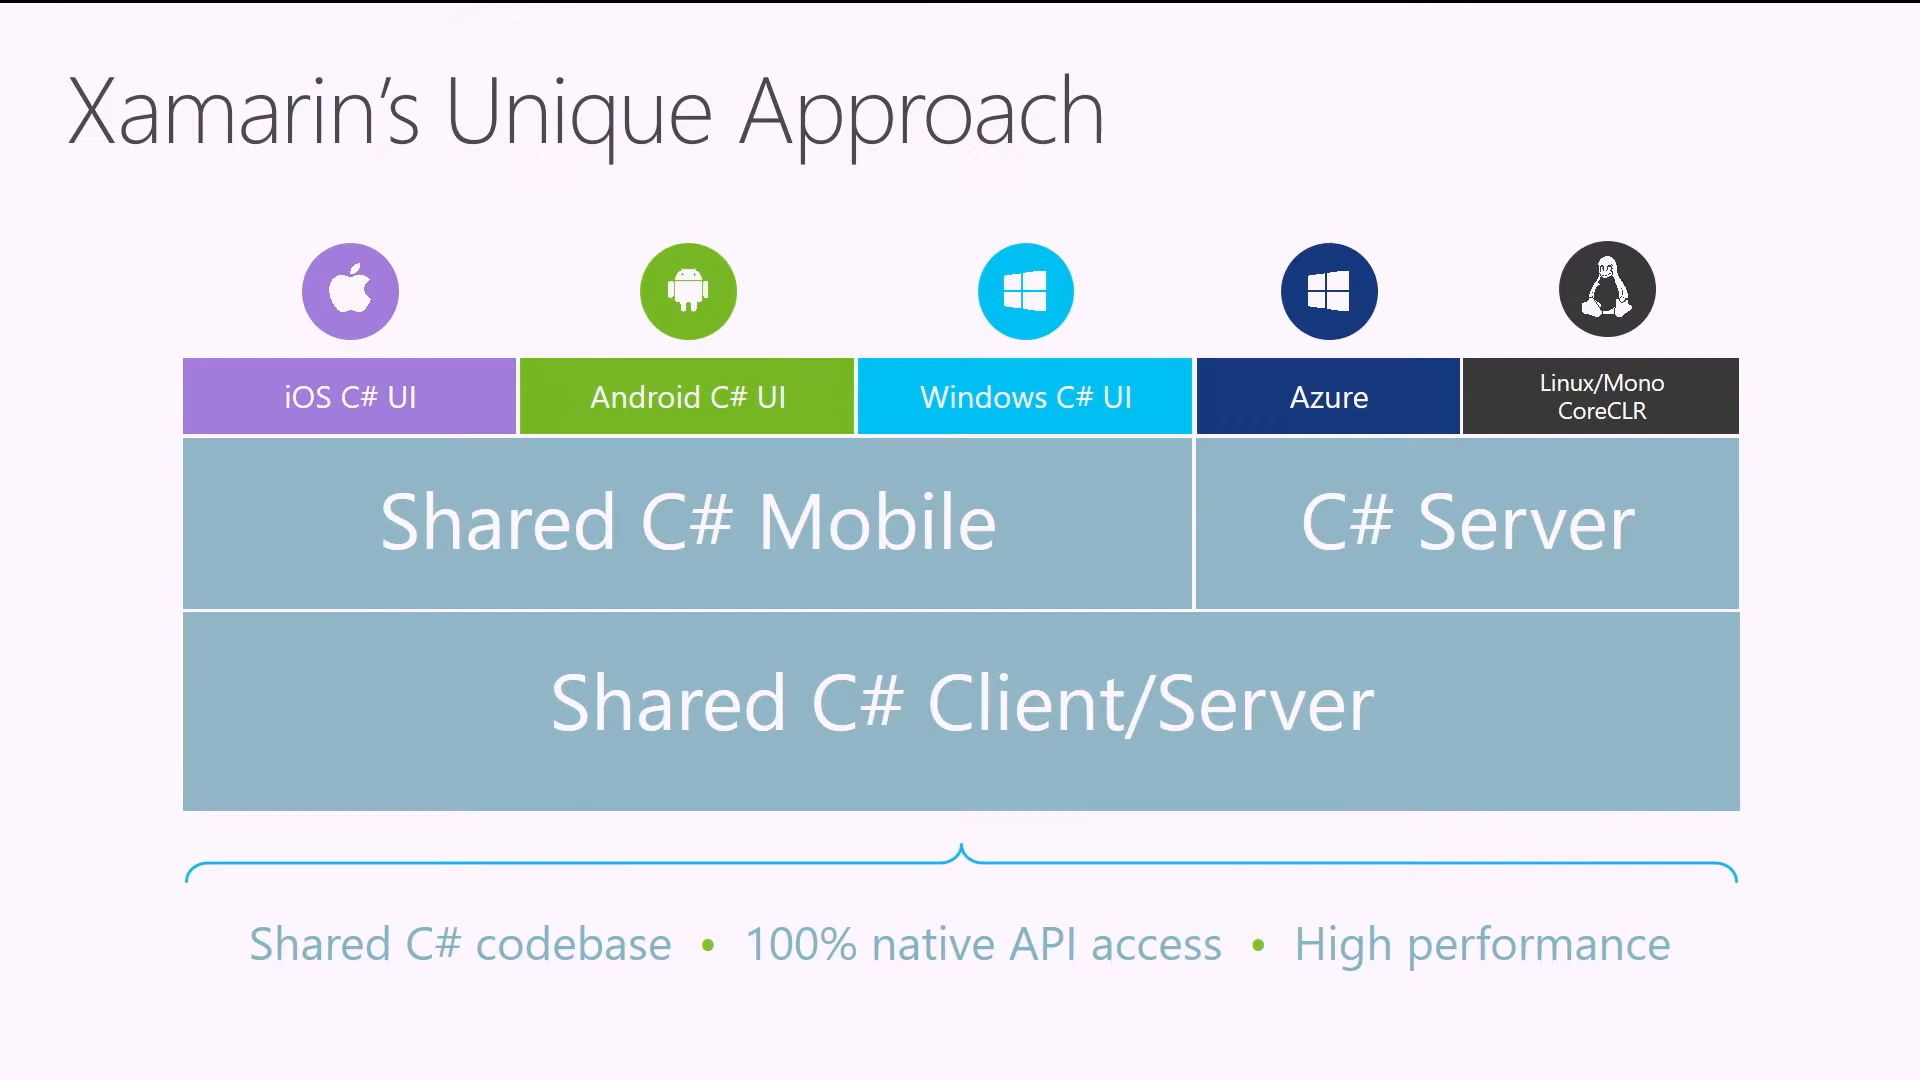 Xamarin’s Unique Approach
iOS C# UI
Android C# UI
Windows C# UI
Azure
Linux/Mono
CoreCLR
Shared C# Mobile
C# Server
Shared C# Client/Server
Shared C# codebase • 100% native API access • High performance